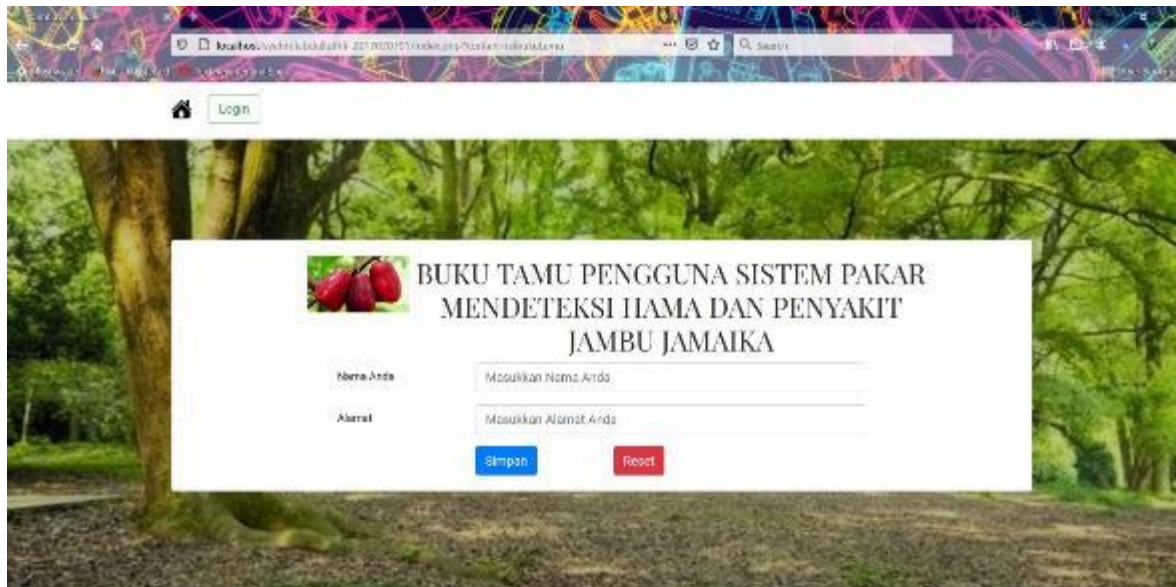 Search
Login
BUKU TAMU PENGGUNA SISTEM PAKAR
MENDETEKSI HAMA DAN PENYAKIT
JAMBU JAMAIKA
Nama Anda
Masukkan Nama Anda
Alamat
Masukkan Alamat Anda
Simpan
Reset